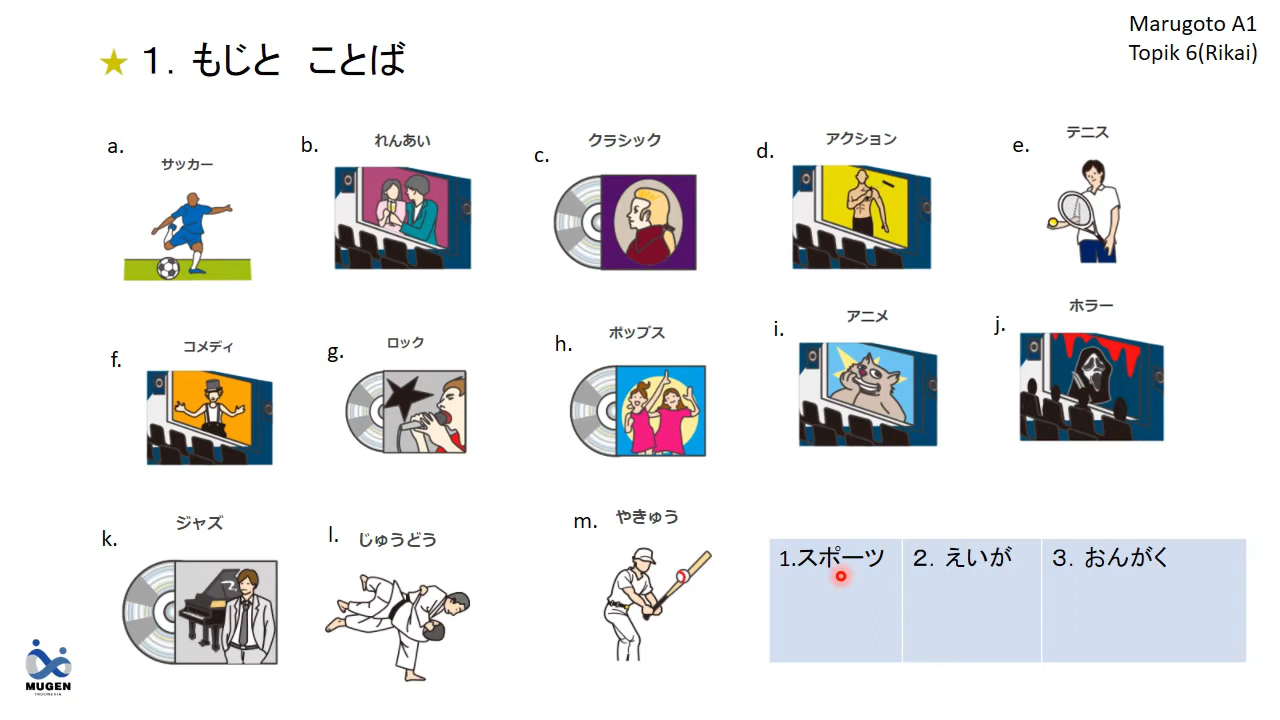 Marugoto A1
Topik 6(Rikai)
★ 1. もじと ことば
a. サッカー
b. れんあい
c. クラシック
d. アクション
e. テニス
f. コメディ
g. ロック
h. ポップス
i. アニメ
j. ホラー
k. ジャズ
l. じゅうどう
m. やきゅう
1.スポーツ
2. えいが
3. おんがく
MUGEN
INDONESIA